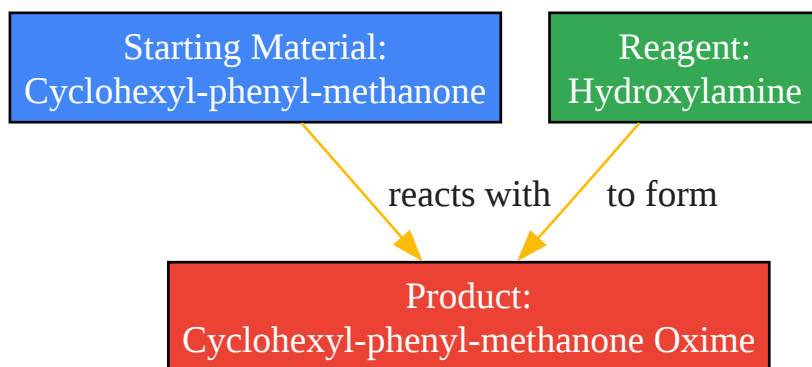 Starting Material:
Cyclohexyl-phenyl-methanone
Reagent:
Hydroxylamine
reacts with
to form
Product:
Cyclohexyl-phenyl-methanone Oxime